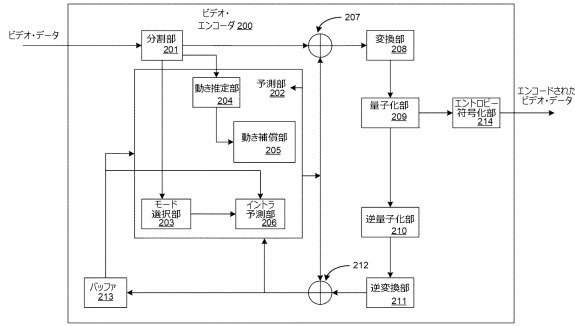 ビデオ・
エンコーダ 200
207
ビデオ・データ
分割部
201
変換部
208
動き推定部
204
予測部
202
量子化部
209
エントロピー
符号化部
214
エンコードされた
ビデオ・データ
動き補償部
205
モード
選択部
203
イントラ
予測部
206
逆量子化部
210
212
バッファ
213
逆変換部
211